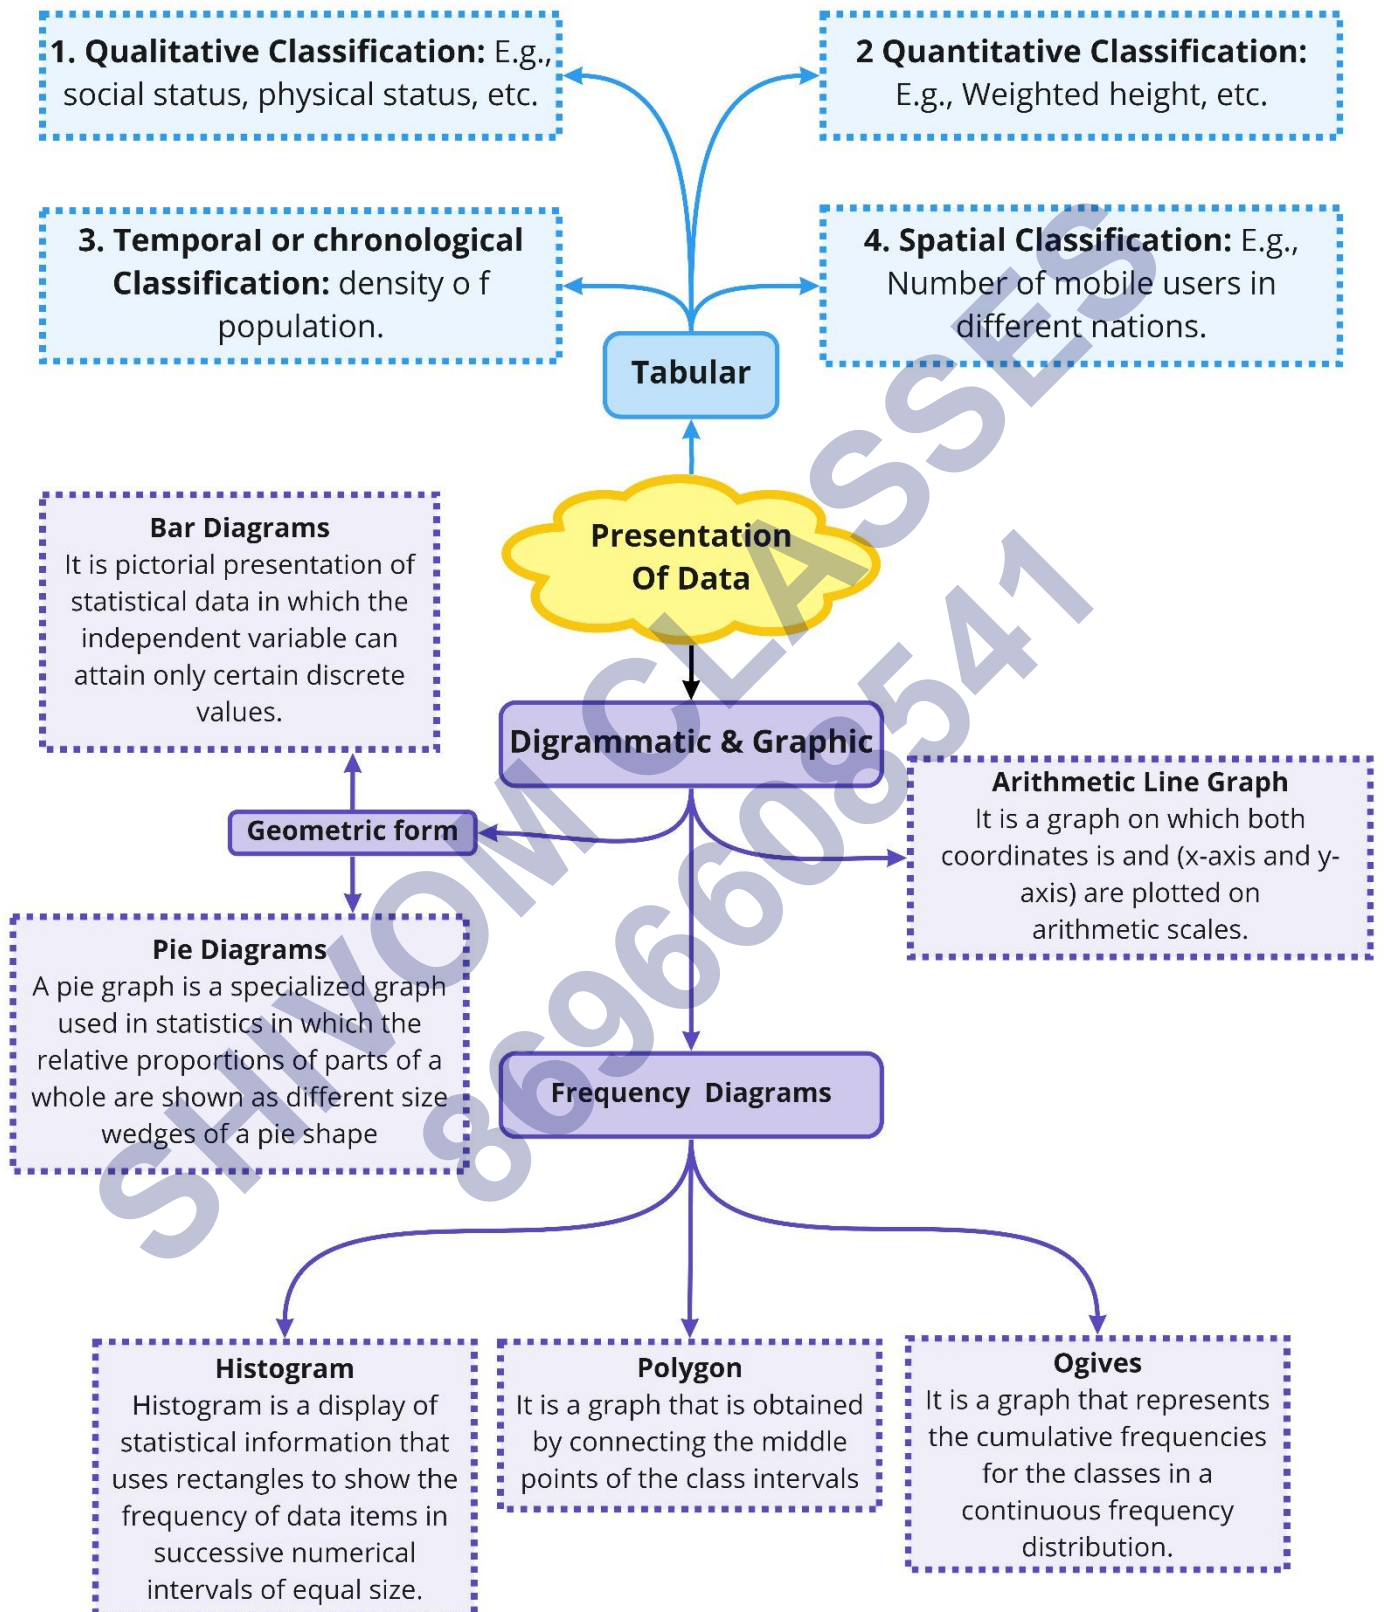 1. Qualitative Classification: E.g.,
social status, physical status, etc.
2 Quantitative Classification:
E.g., Weighted height, etc.
3. Temporal or chronological
Classification: density o f
population.
4. Spatial Classification: E.g.,
Number of mobile users in
different nations.
Tabular
Presentation
Of Data
Bar Diagrams
It is pictorial presentation of
statistical data in which the
independent variable can
attain only certain discrete
values.
Digrammatic & Graphic
Geometric form
Arithmetic Line Graph
It is a graph on which both
coordinates is and (x-axis and y-
axis) are plotted on
arithmetic scales.
Pie Diagrams
A pie graph is a specialized graph
used in statistics in which the
relative proportions of parts of a
whole are shown as different size
wedges of a pie shape
Frequency Diagrams
Histogram
Histogram is a display of
statistical information that
uses rectangles to show the
frequency of data items in
successive numerical
intervals of equal size.
Polygon
It is a graph that is obtained
by connecting the middle
points of the class intervals
Ogives
It is a graph that represents
the cumulative frequencies
for the classes in a
continuous frequency
distribution.
SHIVOM CLASSES
8696608541